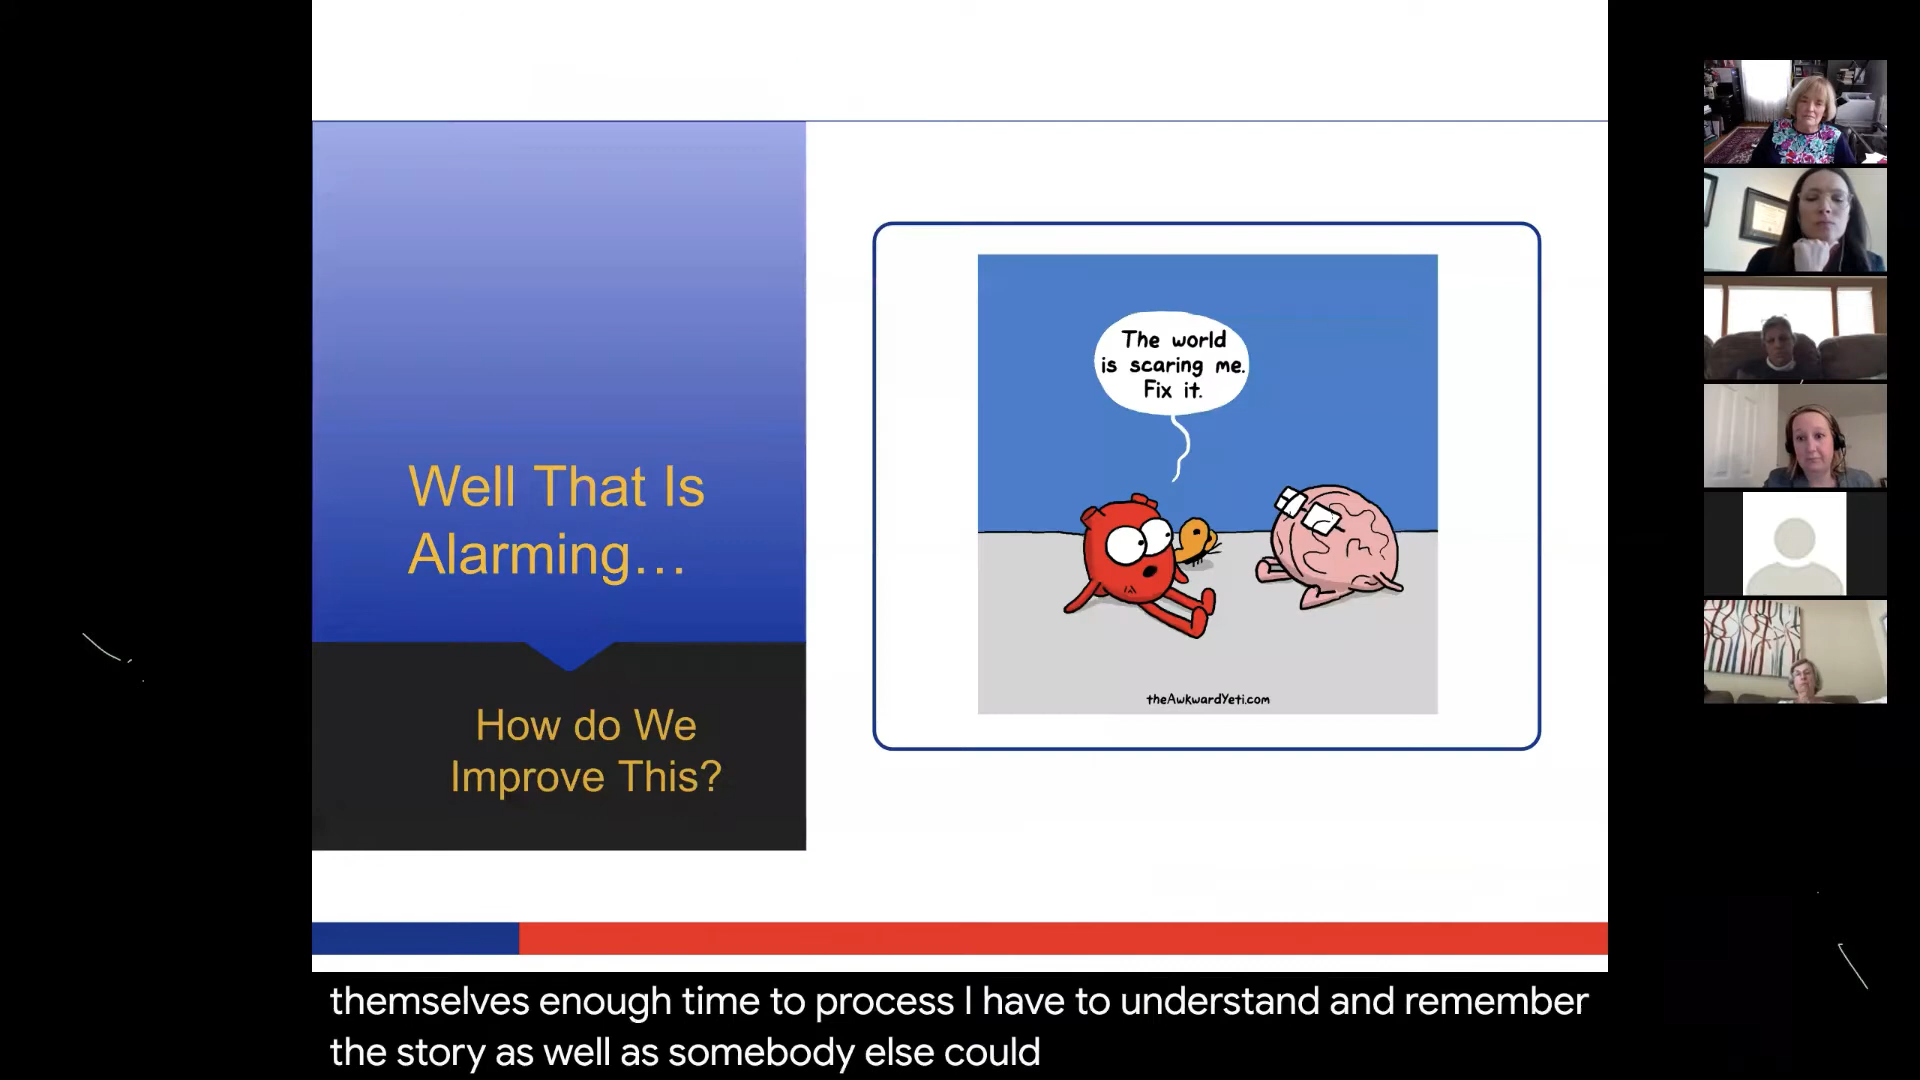 Well That Is
Alarming...
How do We
Improve This?
The world
is scaring me.
Fix it.
theAwkwardYeti.com
themselves enough time to process I have to understand and remember
the story as well as somebody else could